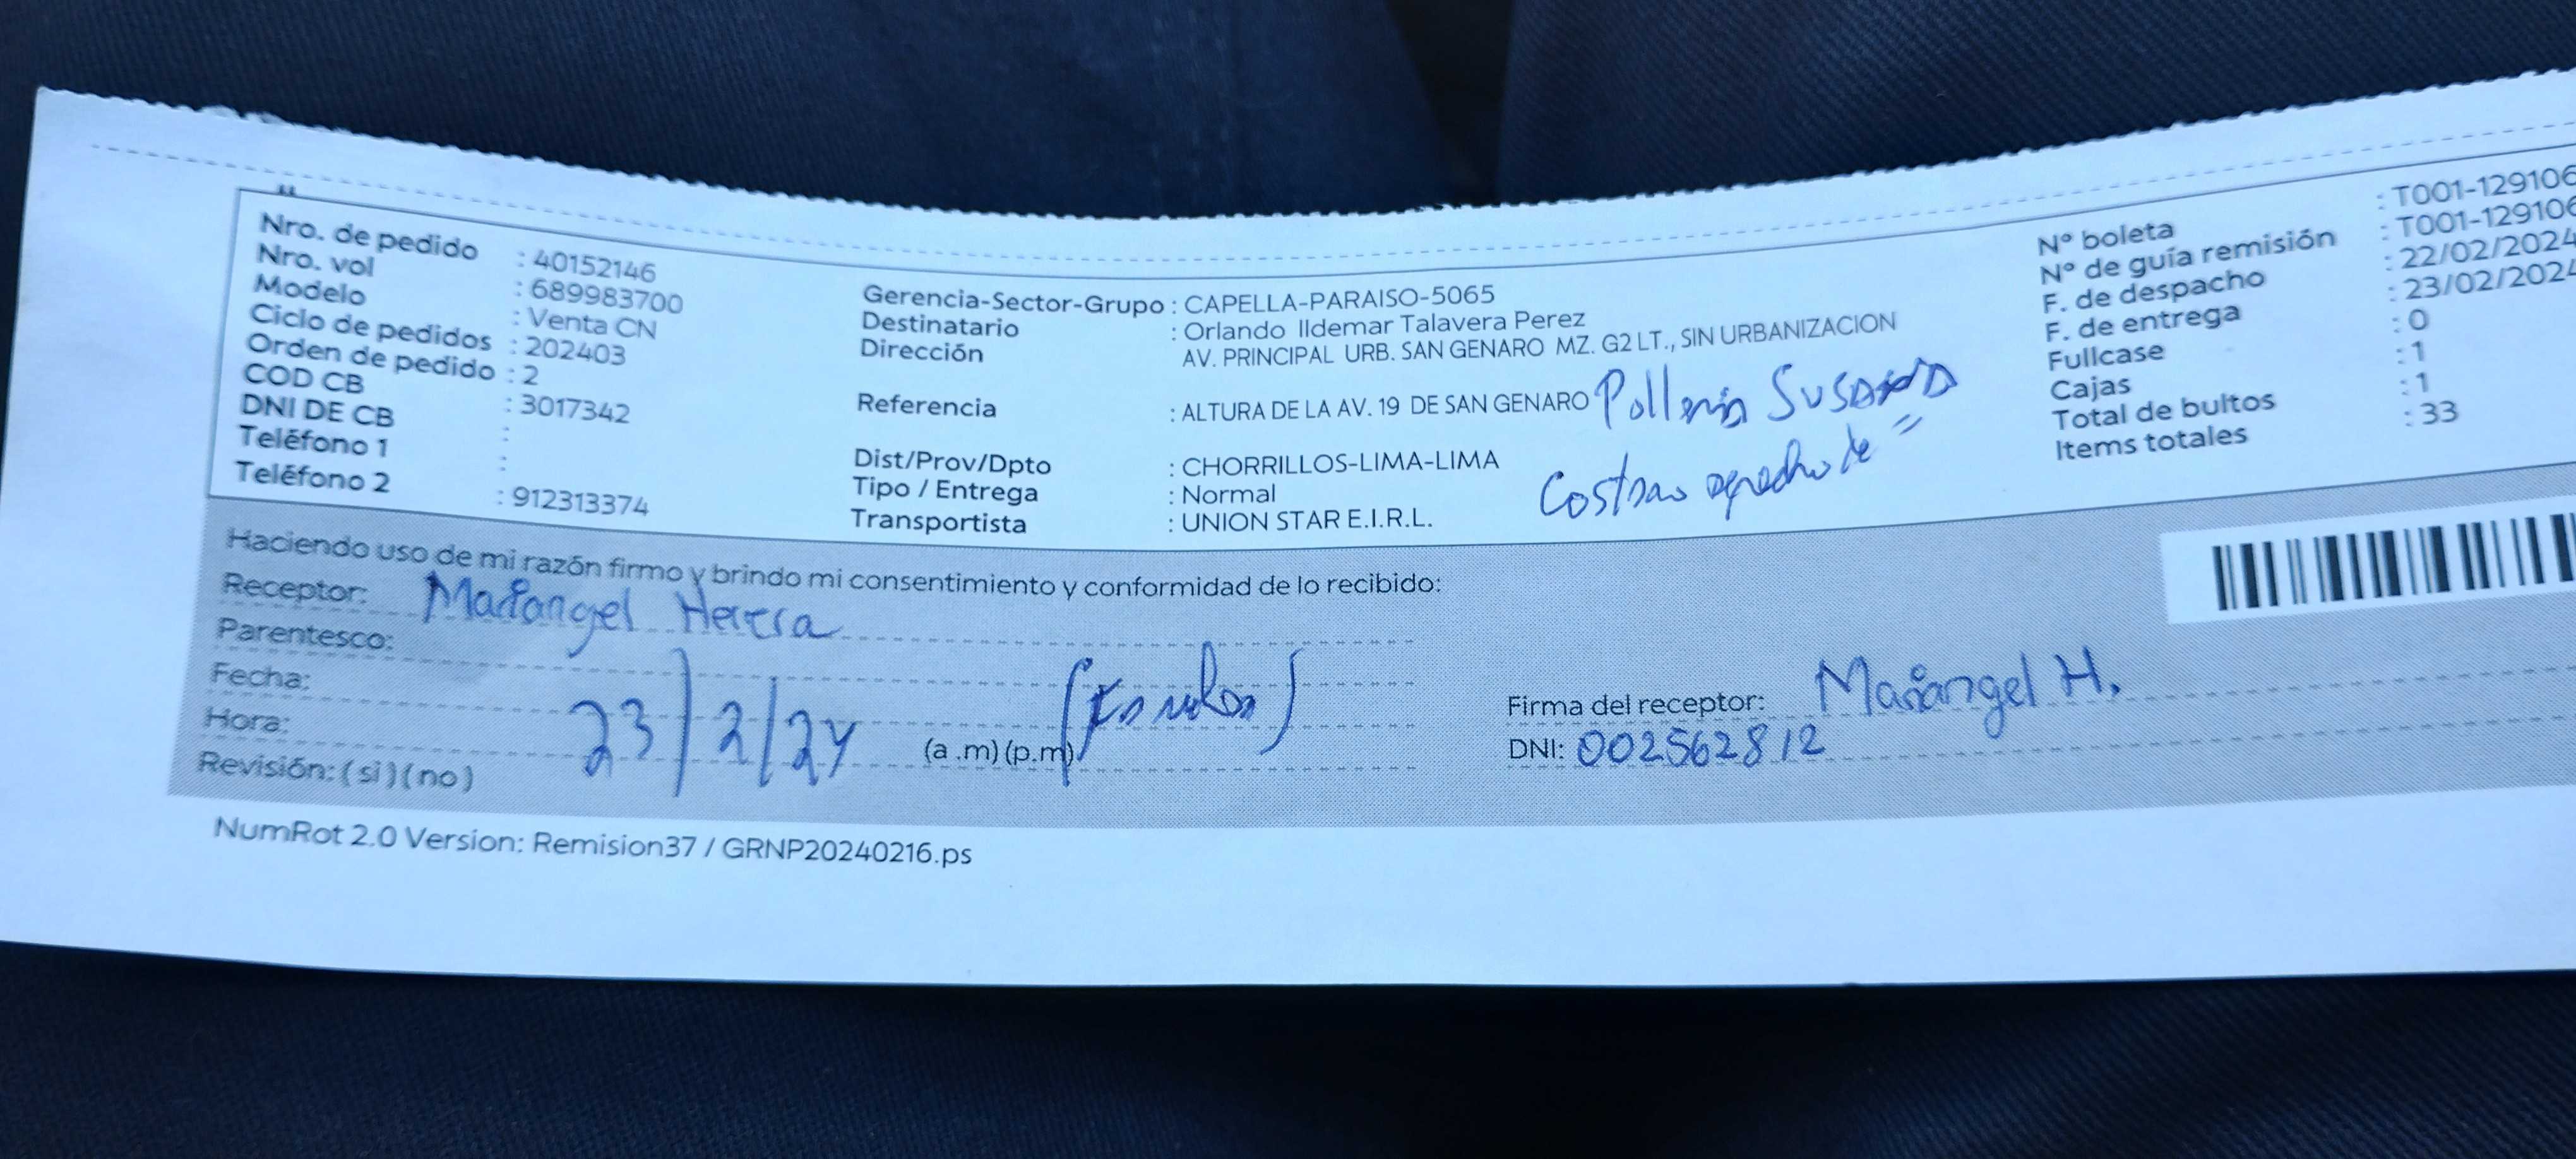 Nro. de pedido : 40152146
Nro. vol : 689983700
Modelo : Venta CN
Ciclo de pedidos : 202403
Orden de pedido : 2
COD CB : 3017342
DNI DE CB :
Teléfono 1 :
Teléfono 2 : 912313374
Gerencia-Sector-Grupo : CAPELLA-PARAISO-5065
Destinatario : Orlando Ildemar Talavera Perez
Dirección AV. PRINCIPAL URB. SAN GENARO MZ. G2 LT., SIN URBANIZACION
Referencia : ALTURA DE LA AV. 19 DE SAN GENARO
Dist/Prov/Dpto : CHORRILLOS-LIMA-LIMA
Tipo / Entrega : Normal
Transportista : UNION STAR E.I.R.L.
N° boleta : T001-129106
N° de guía remisión : T001-129106
F. de despacho : 22/02/2024
F. de entrega : 23/02/2024
Fullcase : 0
Cajas : 1
Total de bultos : 1
Items totales : 33
Haciendo uso de mi razón firmo y brindo mi consentimiento y conformidad de lo recibido:
Receptor: Mariangel Herera
Parentesco:
Fecha: 23/2/24
Hora: (a .m) (p.m)
Revisión: ( si ) ( no )
Firma del receptor: Mariangel H.
DNI: 002562812
NumRot 2.0 Version: Remision37 / GRNP20240216.ps